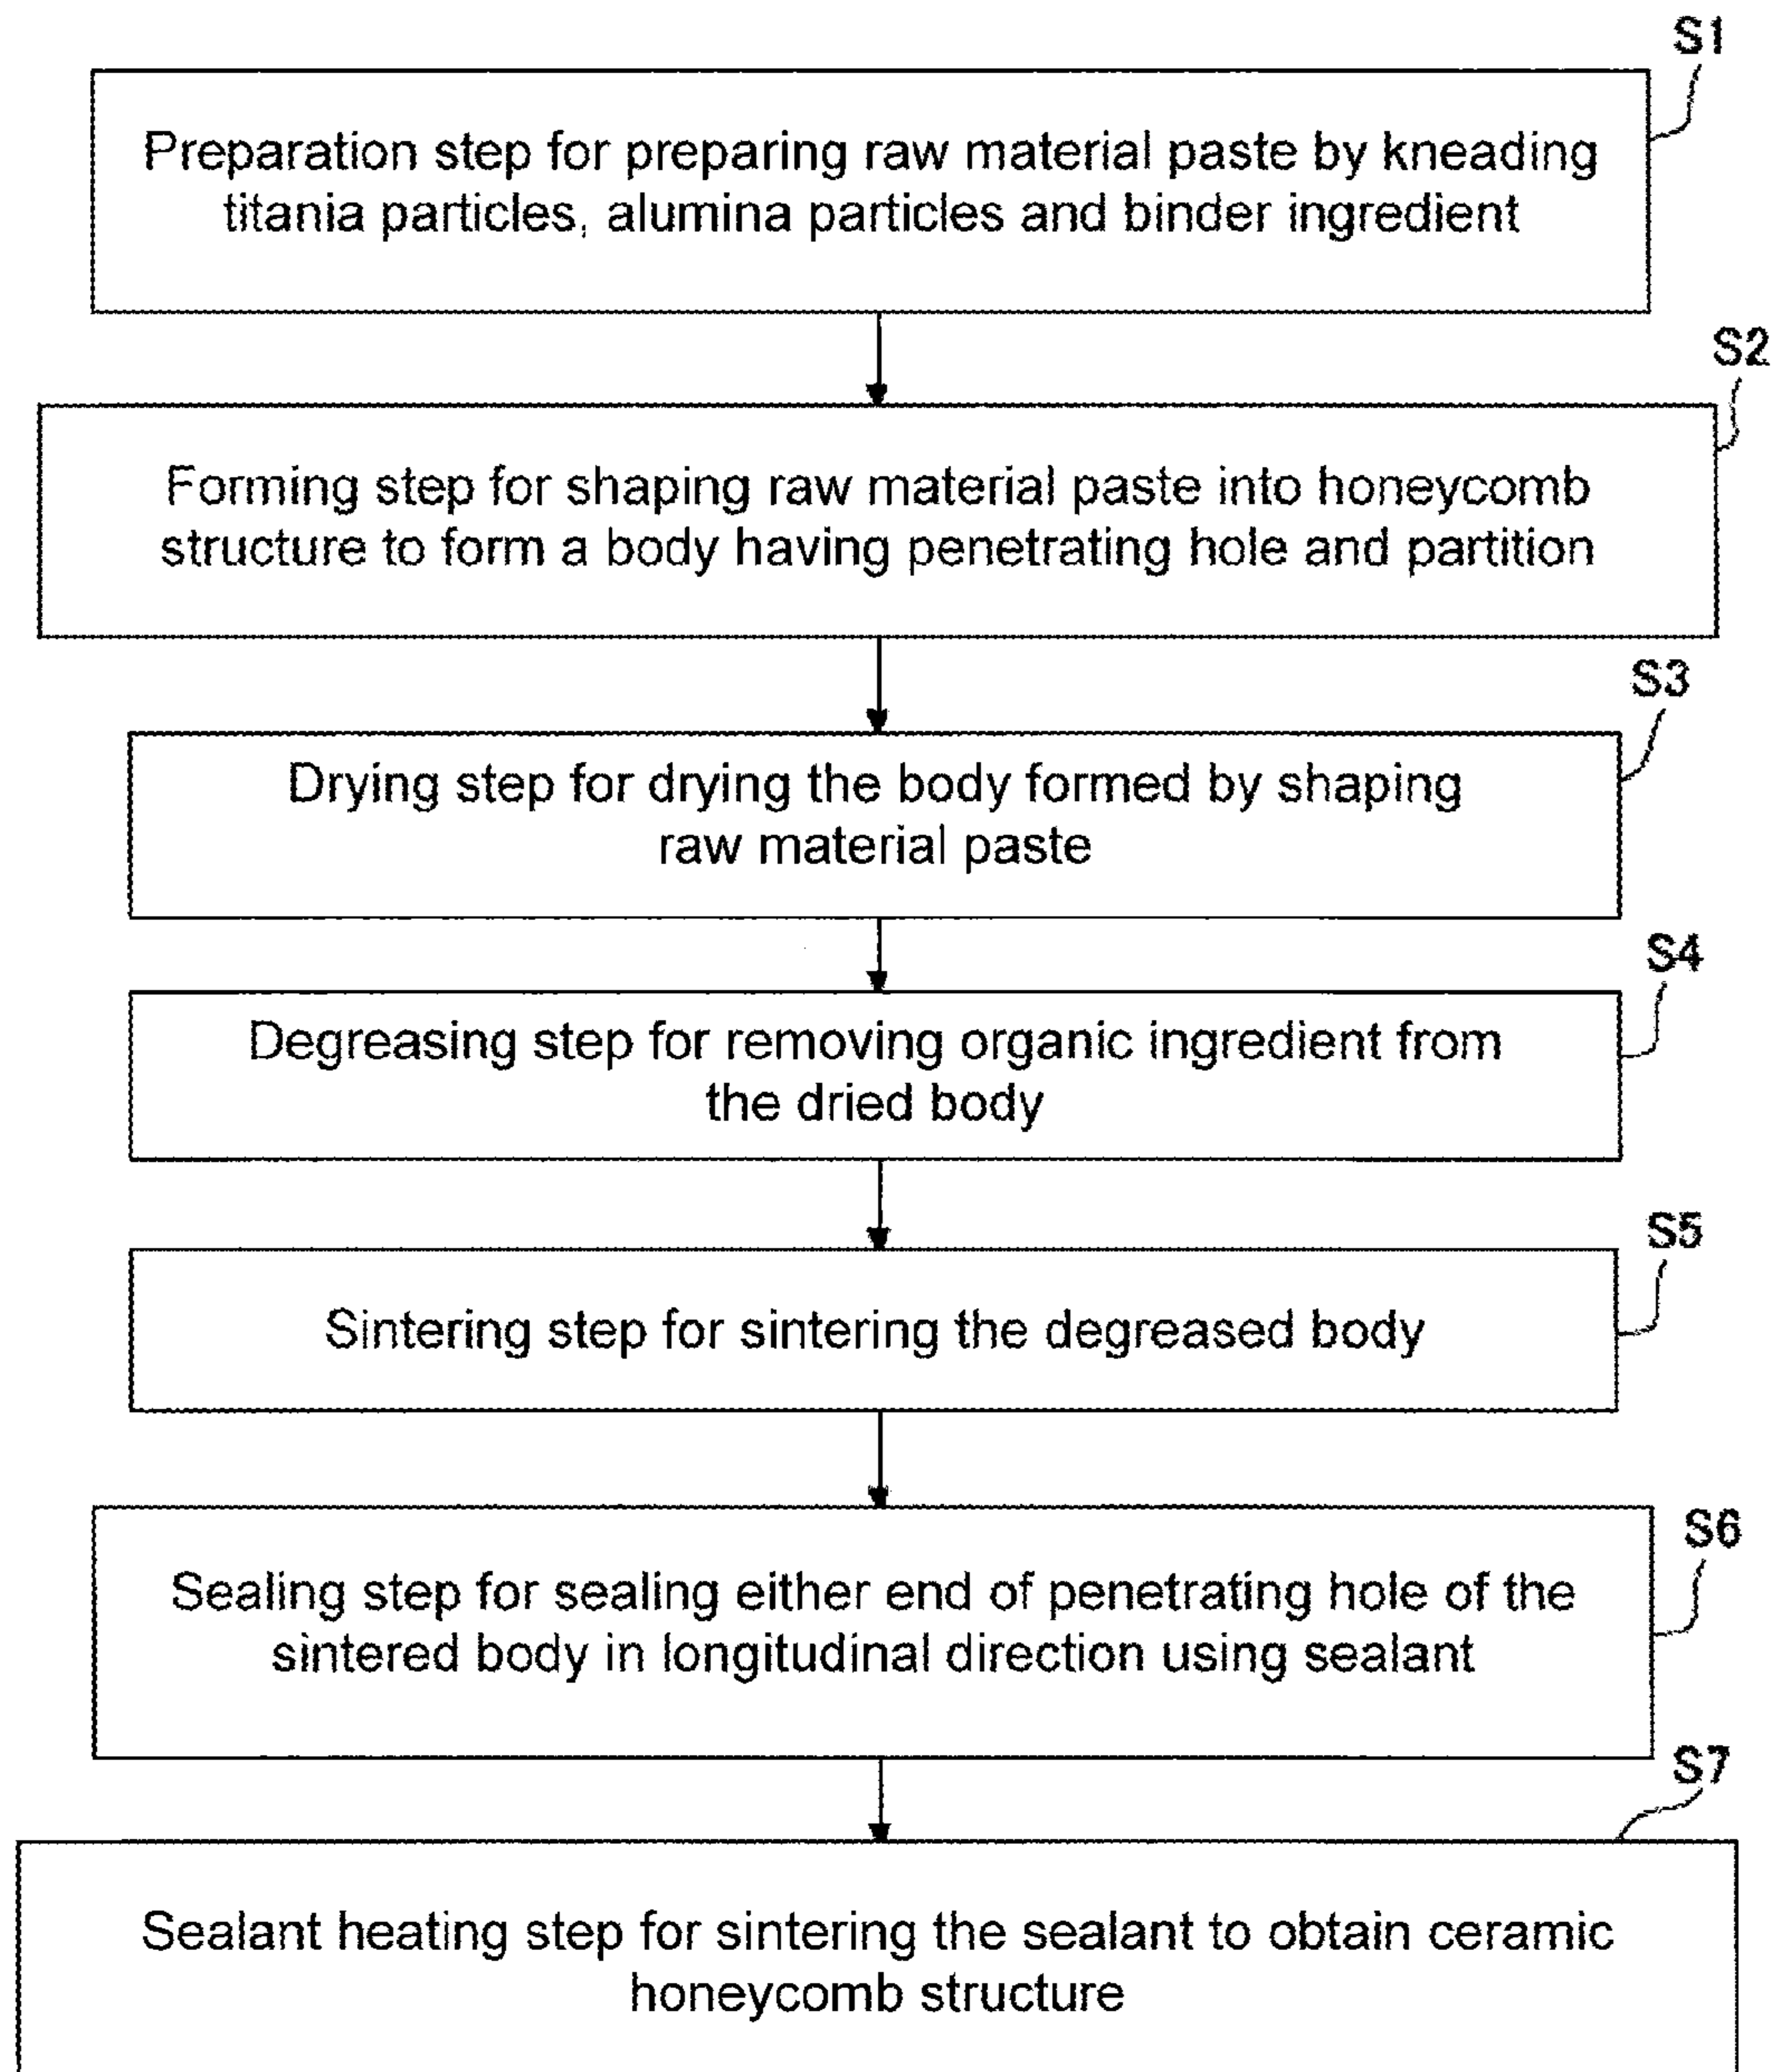 S1
Preparation step for preparing raw material paste by kneading
titania particles, alumina particles and binder ingredient
S2
Forming step for shaping raw material paste into honeycomb
structure to form a body having penetrating hole and partition
S3
Drying step for drying the body formed by shaping
raw material paste
S4
Degreasing step for removing organic ingredient from
the dried body
S5
Sintering step for sintering the degreased body
S6
Sealing step for sealing either end of penetrating hole of the
sintered body in longitudinal direction using sealant
S7
Sealant heating step for sintering the sealant to obtain ceramic
honeycomb structure